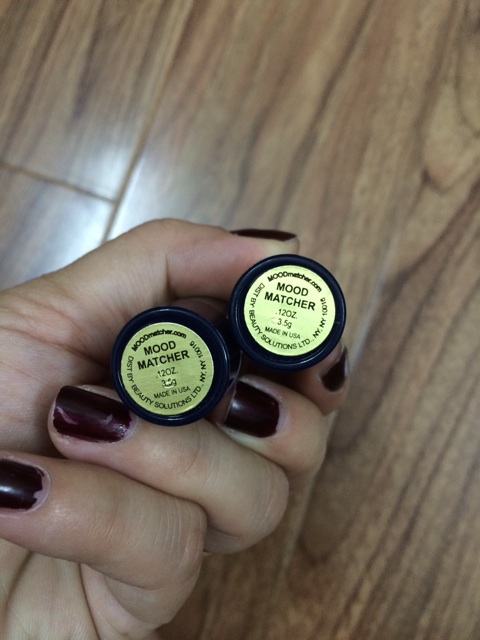 MOODmatcher.com
MOOD
MATCHER
.12OZ.
3.5g
MADE IN USA
DIST BY BEAUTY SOLUTIONS LTD., NY, NY 10016
MOODmatcher.com
MOOD
MATCHER
.12OZ.
3.5g
MADE IN USA
DIST BY BEAUTY SOLUTIONS LTD., NY, NY 10016